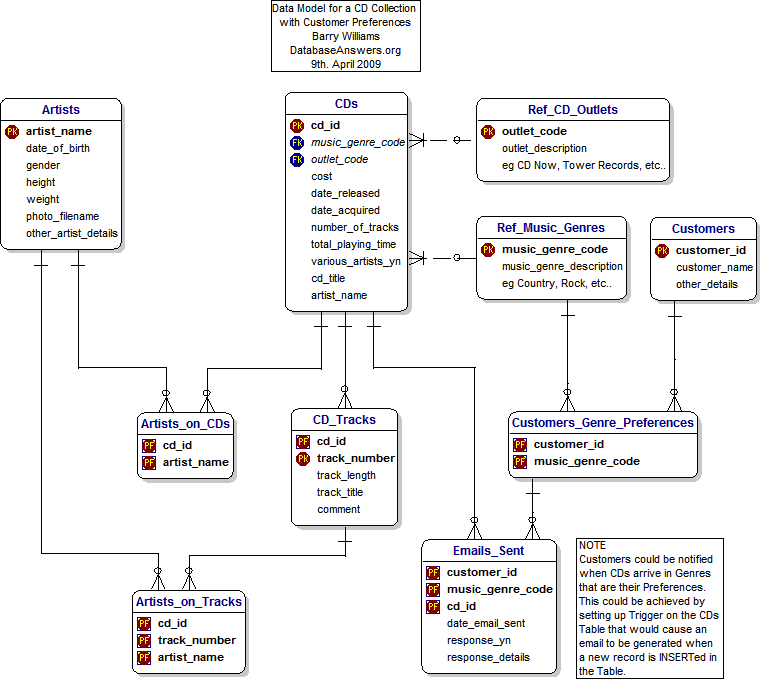 Data Model for a CD Collection
with Customer Preferences
Barry Williams
DatabaseAnswers.org
9th. April 2009
Artists
PK artist_name
date_of_birth
gender
height
weight
photo_filename
other_artist_details
CDs
PK cd_id
FK music_genre_code
FK outlet_code
cost
date_released
date_acquired
number_of_tracks
total_playing_time
various_artists_yn
cd_title
artist_name
Ref_CD_Outlets
PK outlet_code
outlet_description
eg CD Now, Tower Records, etc..
Ref_Music_Genres
PK music_genre_code
music_genre_description
eg Country, Rock, etc..
Customers
PK customer_id
customer_name
other_details
Artists_on_CDs
PF cd_id
PF artist_name
CD_Tracks
PF cd_id
PK track_number
track_length
track_title
comment
Customers_Genre_Preferences
PF customer_id
PF music_genre_code
Artists_on_Tracks
PF cd_id
PF track_number
PF artist_name
Emails_Sent
PF customer_id
PF music_genre_code
PF cd_id
date_email_sent
response_yn
response_details
NOTE
Customers could be notified
when CDs arrive in Genres
that are their Preferences.
This could be achieved by
setting up Trigger on the CDs
Table that would cause an
email to be generated when
a new record is INSERTed in
the Table.